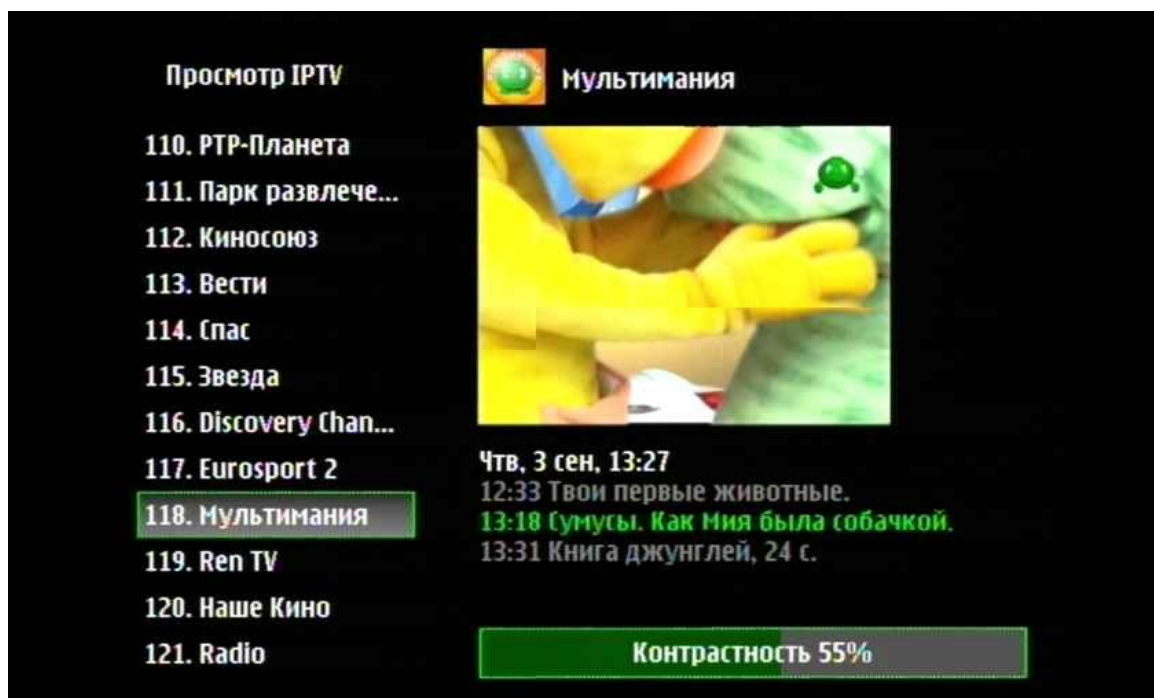 Просмотр IPTV
110. РТР-Планета
111. Парк развлече...
112. Киносоюз
113. Вести
114. Спас
115. Звезда
116. Discovery Chan...
117. Eurosport 2
118. Мультимания
119. Ren TV
120. Наше Кино
121. Radio
Мультимания
Чтв, 3 сен, 13:27
12:33 Твои первые животные.
13:18 Сумусы. Как Мия была собачкой.
13:31 Книга джунглей, 24 с.
Контрастность 55%